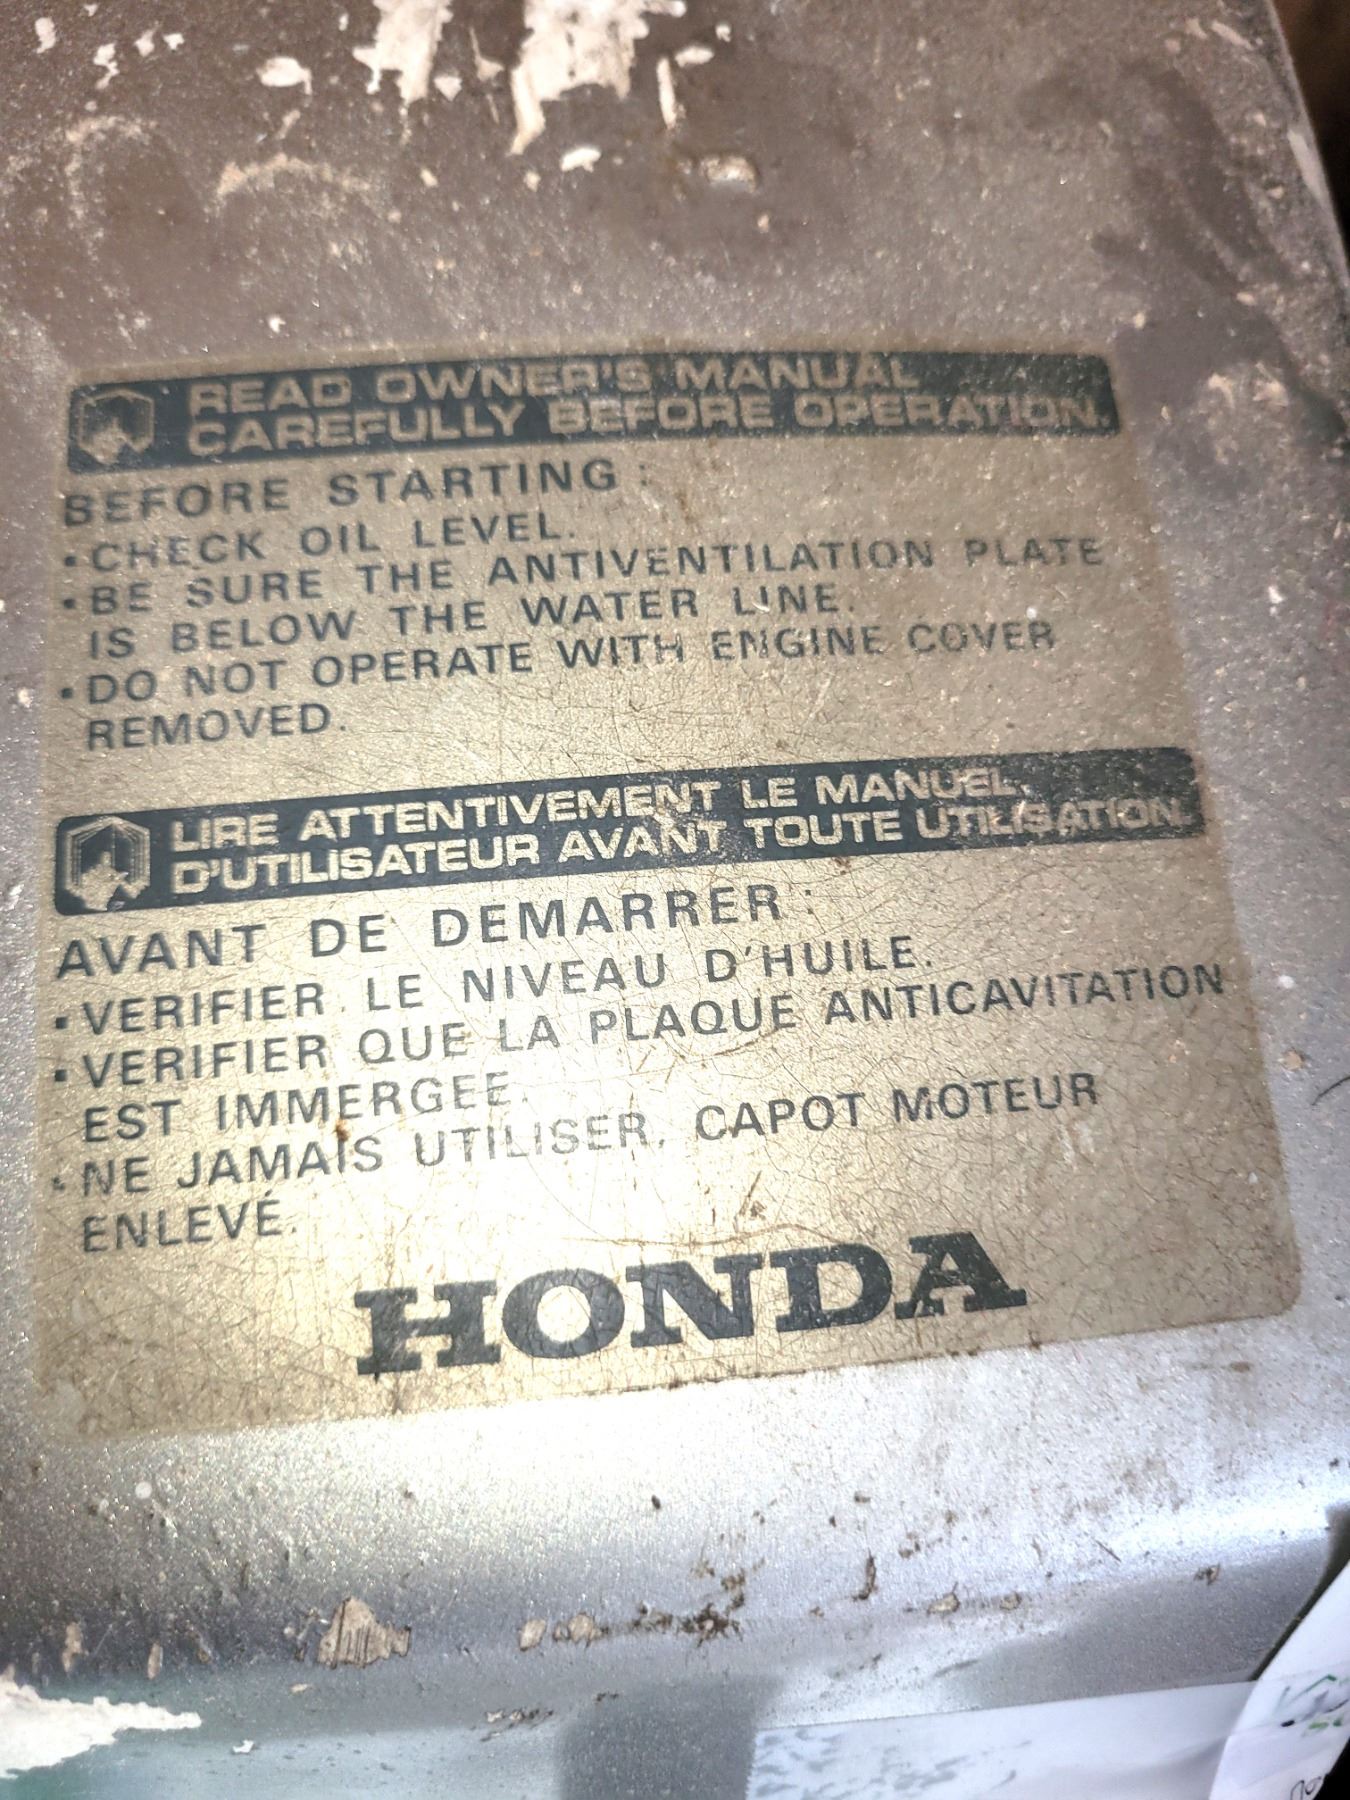 READ OWNER'S MANUAL
CAREFULLY BEFORE OPERATION.
BEFORE STARTING :
• CHECK OIL LEVEL.
• BE SURE THE ANTIVENTILATION PLATE
IS BELOW THE WATER LINE.
• DO NOT OPERATE WITH ENGINE COVER
REMOVED.
LIRE ATTENTIVEMENT LE MANUEL
D'UTILISATEUR AVANT TOUTE UTILISATION.
AVANT DE DEMARRER :
• VERIFIER LE NIVEAU D'HUILE.
• VERIFIER QUE LA PLAQUE ANTICAVITATION
EST IMMERGEE.
• NE JAMAIS UTILISER, CAPOT MOTEUR
ENLEVÉ.
HONDA